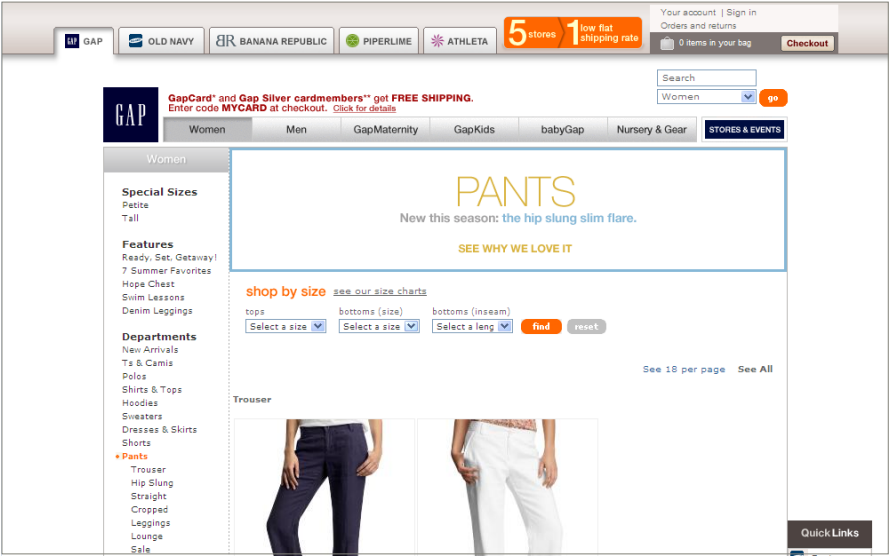 Your account | Sign in
Orders and returns
GAP GAP
OLD NAVY
BR BANANA REPUBLIC
PIPERLIME
ATHLETA
5 stores 1 low flat shipping rate
0 items in your bag
Checkout
Search
Women
go
GAP
GapCard* and Gap Silver cardmembers** get FREE SHIPPING.
Enter code MYCARD at checkout. Click for details
Women Men GapMaternity GapKids babyGap Nursery & Gear STORES & EVENTS
Women
Special Sizes
Petite
Tall
Features
Ready, Set, Getaway!
7 Summer Favorites
Hope Chest
Swim Lessons
Denim Leggings
Departments
New Arrivals
Ts & Camis
Polos
Shirts & Tops
Hoodies
Sweaters
Dresses & Skirts
Shorts
Pants
Trouser
Hip Slung
Straight
Cropped
Leggings
Lounge
Sale
PANTS
New this season: the hip slung slim flare.
SEE WHY WE LOVE IT
shop by size see our size charts
tops bottoms (size) bottoms (inseam)
Select a size Select a size Select a leng find reset
See 18 per page See All
Trouser
Quick Links